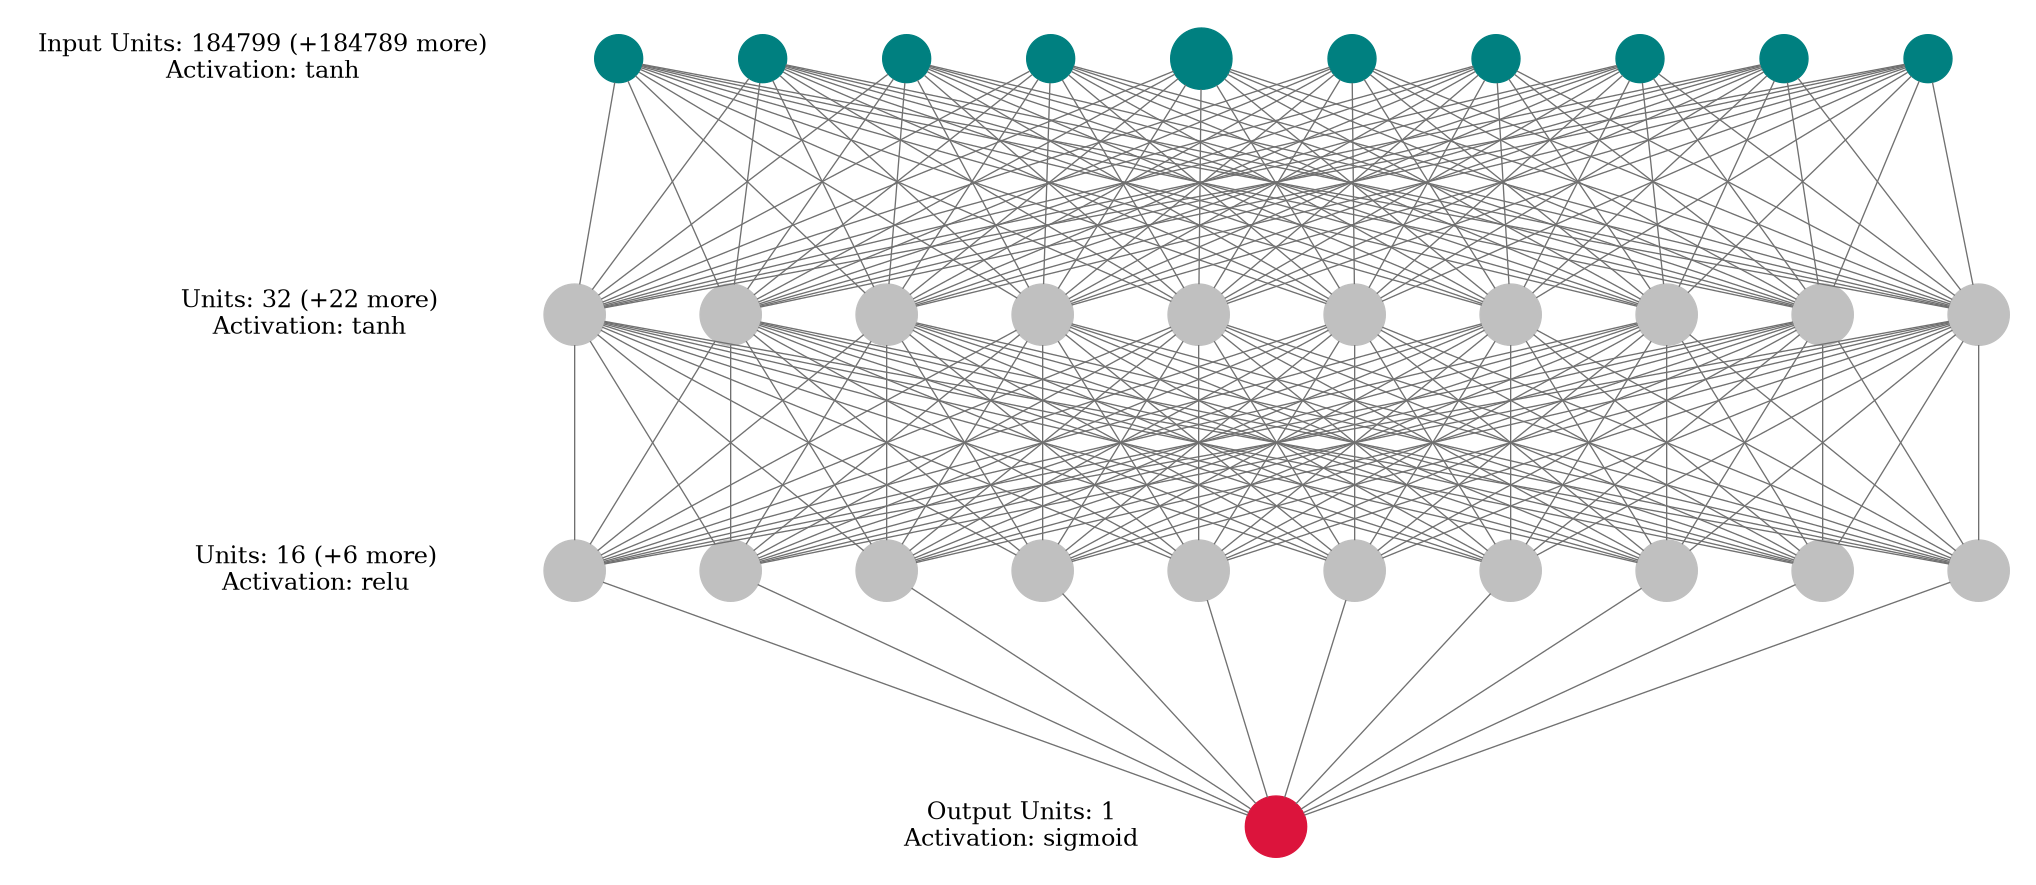 Input Units: 184799 (+184789 more)
Activation: tanh
Units: 32 (+22 more)
Activation: tanh
Units: 16 (+6 more)
Activation: relu
Output Units: 1
Activation: sigmoid